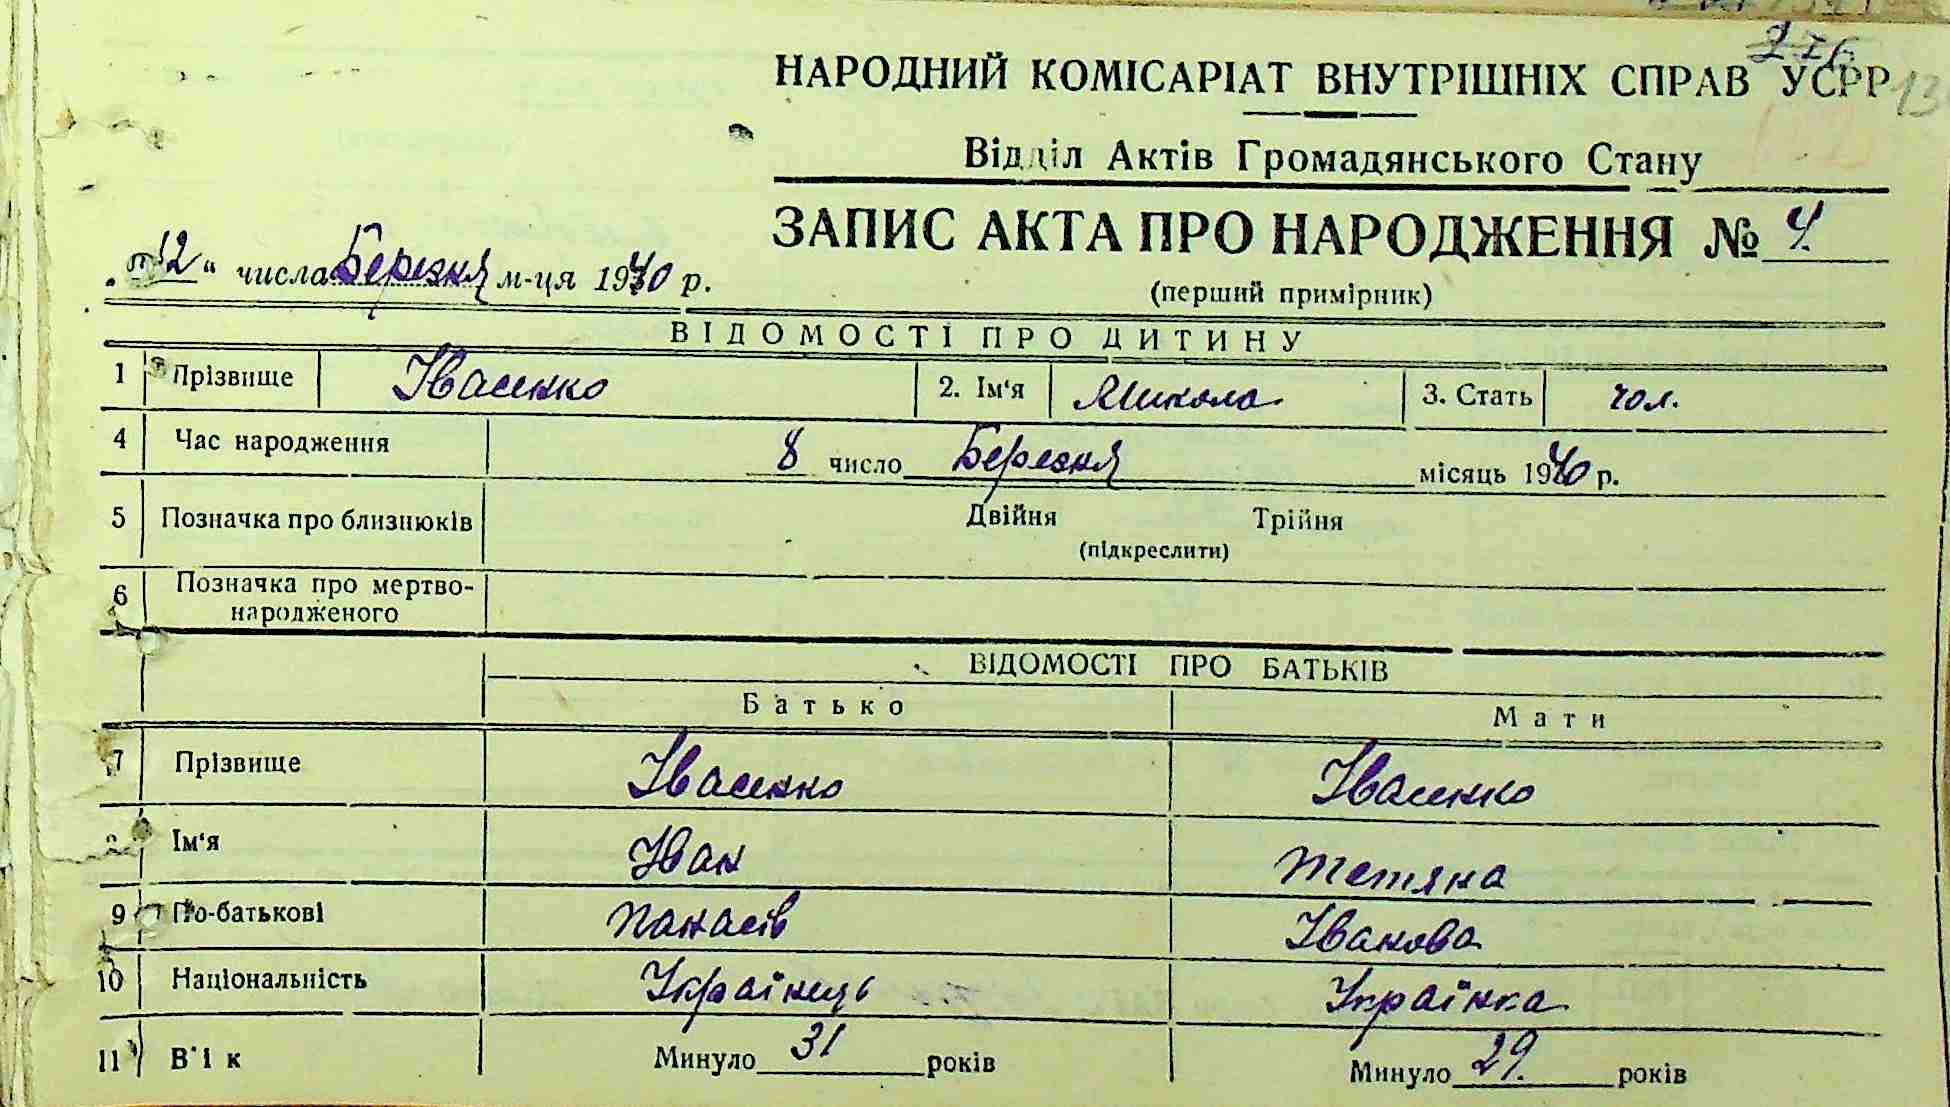 НАРОДНИЙ КОМІСАРІАТ ВНУТРІШНІХ СПРАВ УСРР
Відділ Актів Громадянського Стану
ЗАПИС АКТА ПРО НАРОДЖЕННЯ № 4
„12“ числа Березня м-ця 1940 р.
(перший примірник)
ВІДОМОСТІ ПРО ДИТИНУ
1 Прізвище Івасенко 2. Ім'я Микола 3. Стать чол.
4 Час народження 8 число Березня місяць 1940 р.
5 Позначка про близнюків Двійня Трійня
(підкреслити)
6 Позначка про мертво-
народженого
ВІДОМОСТІ ПРО БАТЬКІВ
Батько Мати
7 Прізвище Івасенко Івасенко
8 Ім'я Іван Тетяна
9 По-батькові Панасів Іванова
10 Національність Українець Українка
11 Вік Минуло 31 років Минуло 29. років